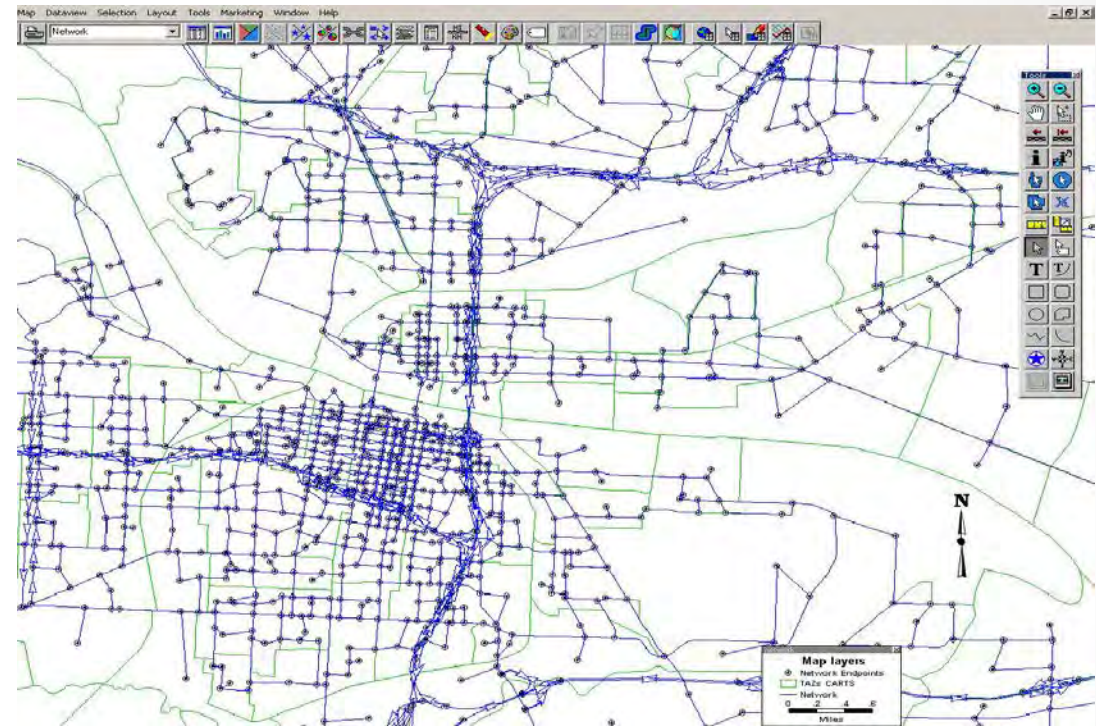 Map Dataview Selection Layout Tools Marketing Window Help
Network
Tools
T T
N
Map layers
Network Endpoints
TAZs CARTS
Network
0 .2 .4 .6
Miles